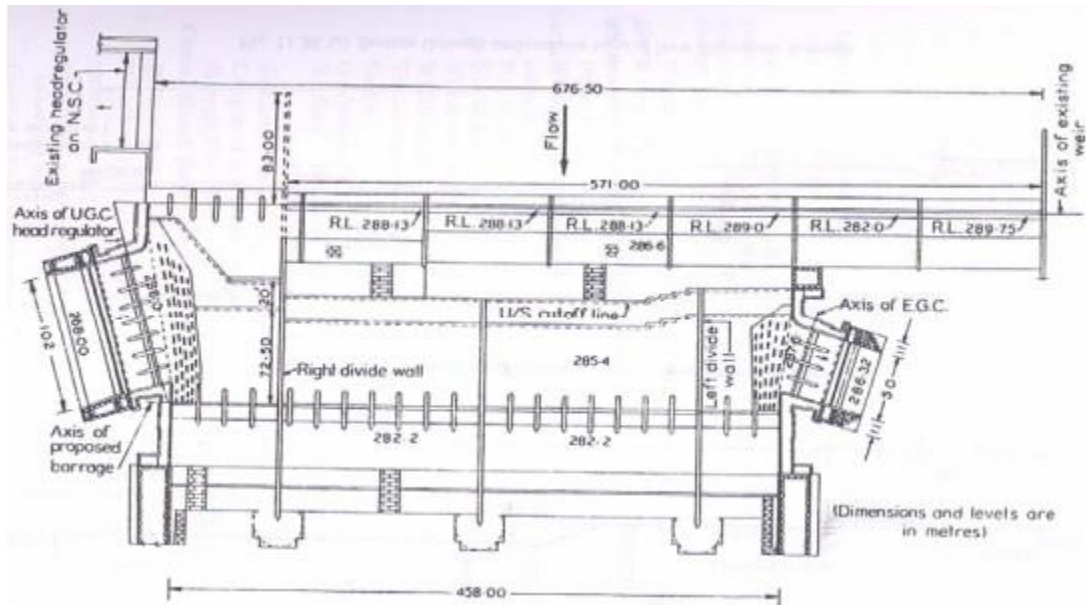 Existing headregulator
on N.S.C.
676·50
Axis of existing
weir
83·00
Flow
571·00
Axis of U.G.C.
head regulator
R.L. 288·13
R.L. 288·13
R.L. 288·13
R.L. 289·0
R.L. 282·0
R.L. 289·75
286·6
20
U/S cutoff line
Axis of E.G.C.
102
72·50
Right divide wall
285·4
Left divide
wall
286·32
(11)
30
(11)
Axis of
proposed
barrage
282·2
282·2
(Dimensions and levels are
in metres)
458·00